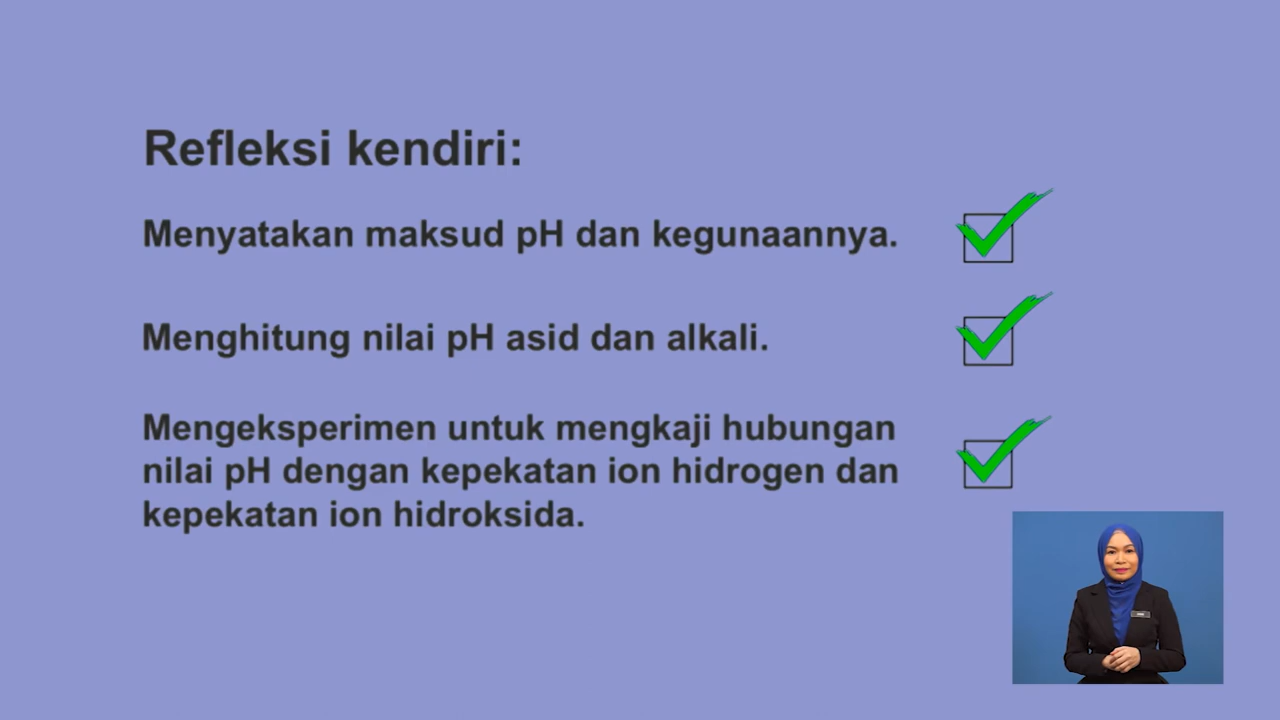 Refleksi kendiri:
Menyatakan maksud pH dan kegunaannya.
Menghitung nilai pH asid dan alkali.
Mengeksperimen untuk mengkaji hubungan
nilai pH dengan kepekatan ion hidrogen dan
kepekatan ion hidroksida.